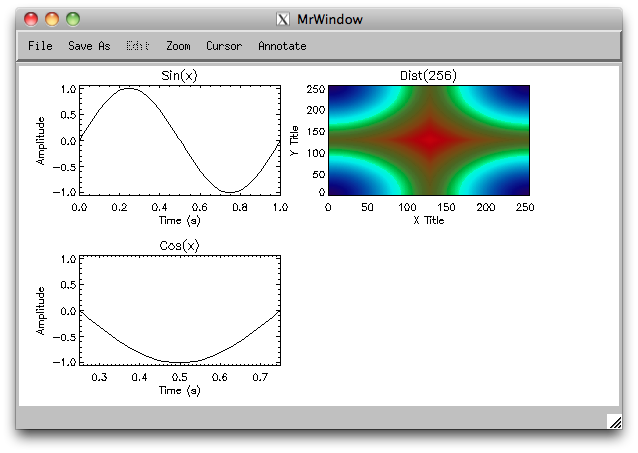 MrWindow
File Save As Edit Zoom Cursor Annotate
Sin(x)
1.0
0.5
0.0
−0.5
−1.0
Amplitude
0.0 0.2 0.4 0.6 0.8 1.0
Time (s)
Dist(256)
250
200
150
100
50
0
Y Title
0 50 100 150 200 250
X Title
Cos(x)
1.0
0.5
0.0
−0.5
−1.0
Amplitude
0.3 0.4 0.5 0.6 0.7
Time (s)